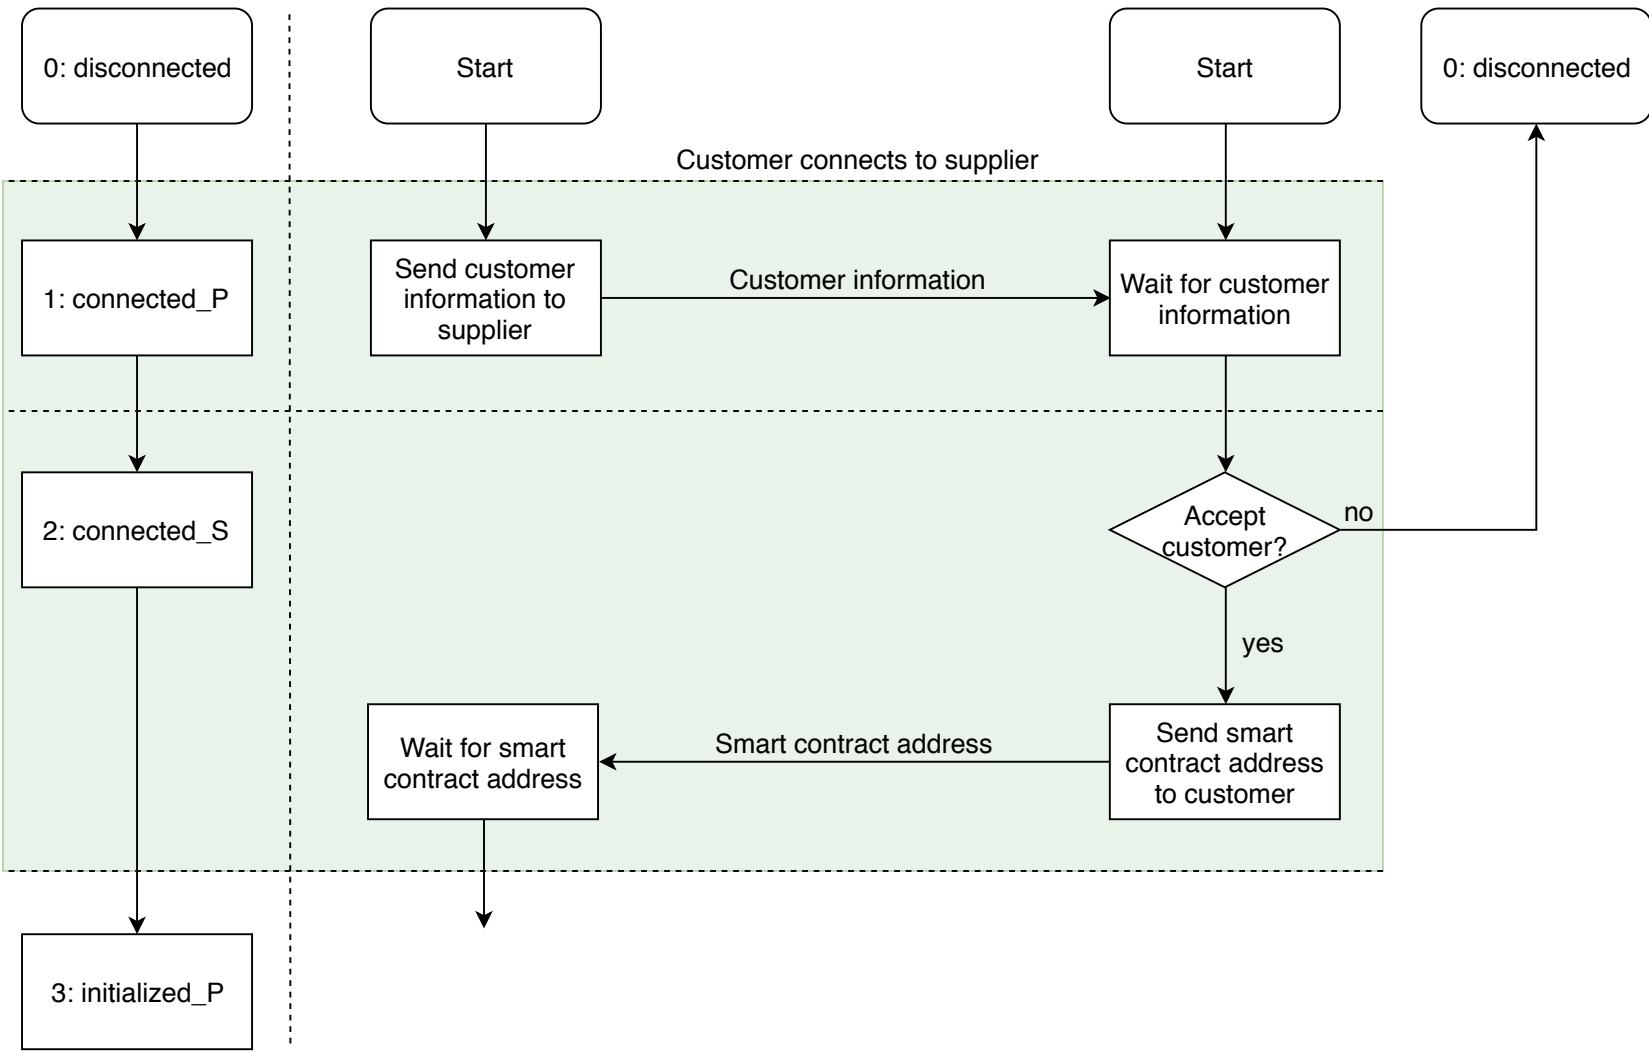 0: disconnected
Start
Start
0: disconnected
Customer connects to supplier
1: connected_P
Send customer
information to
supplier
Customer information
Wait for customer
information
2: connected_S
Accept
customer?
no
yes
Wait for smart
contract address
Smart contract address
Send smart
contract address
to customer
3: initialized_P